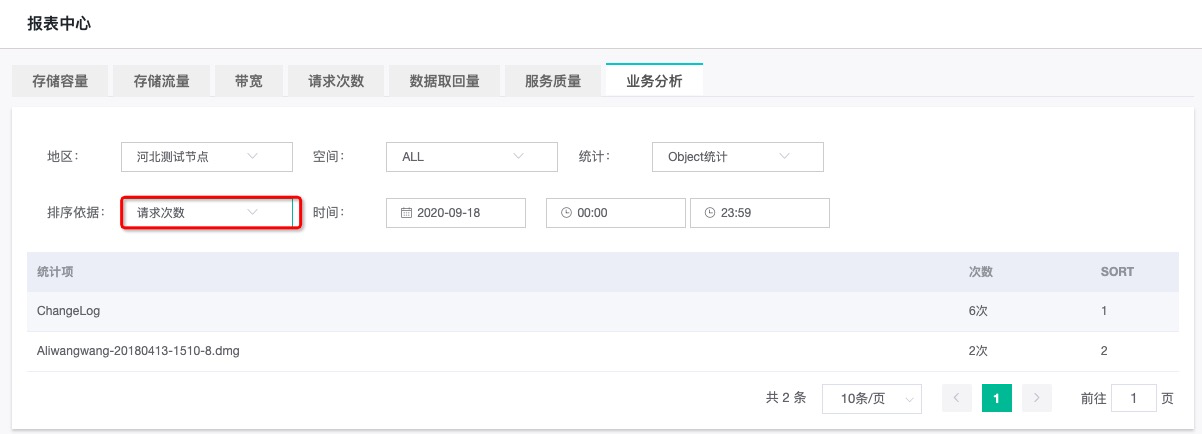 报表中心
存储容量 存储流量 带宽 请求次数 数据取回量 服务质量 业务分析
地区: 河北测试节点 空间: ALL 统计: Object统计
排序依据: 请求次数 时间: 2020-09-18 00:00 23:59
统计项 次数 SORT
ChangeLog 6次 1
Aliwangwang-20180413-1510-8.dmg 2次 2
共 2 条 10条/页 1 前往 1 页